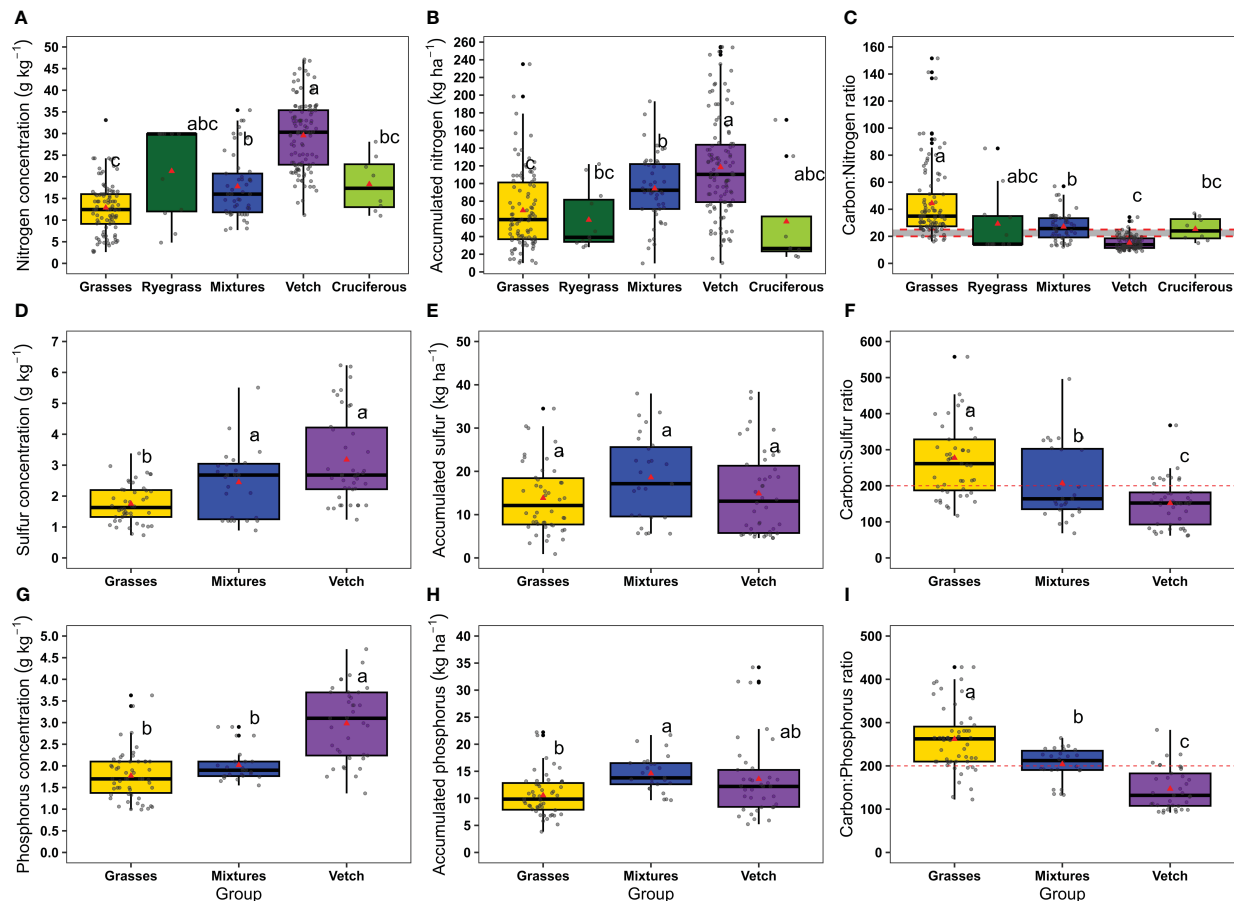 A
Nitrogen concentration (g kg⁻¹)
50
45
40
35
30
25
20
15
10
5
0
c
abc
b
a
bc
Grasses Ryegrass Mixtures Vetch Cruciferous
B
Accumulated nitrogen (kg ha⁻¹)
260
240
220
200
180
160
140
120
100
80
60
40
20
0
c
bc
b
a
abc
Grasses Ryegrass Mixtures Vetch Cruciferous
C
Carbon:Nitrogen ratio
160
140
120
100
80
60
40
20
0
a
abc
b
c
bc
Grasses Ryegrass Mixtures Vetch Cruciferous
D
Sulfur concentration (g kg⁻¹)
7
6
5
4
3
2
1
0
b
a
a
Grasses Mixtures Vetch
E
Accumulated sulfur (kg ha⁻¹)
50
40
30
20
10
0
a
a
a
Grasses Mixtures Vetch
F
Carbon:Sulfur ratio
600
500
400
300
200
100
0
a
b
c
Grasses Mixtures Vetch
G
Phosphorus concentration (g kg⁻¹)
5.0
4.5
4.0
3.5
3.0
2.5
2.0
1.5
1.0
0.5
0.0
b
b
a
Grasses Mixtures Vetch
Group
H
Accumulated phosphorus (kg ha⁻¹)
40
35
30
25
20
15
10
5
0
b
a
ab
Grasses Mixtures Vetch
Group
I
Carbon:Phosphorus ratio
500
400
300
200
100
0
a
b
c
Grasses Mixtures Vetch
Group